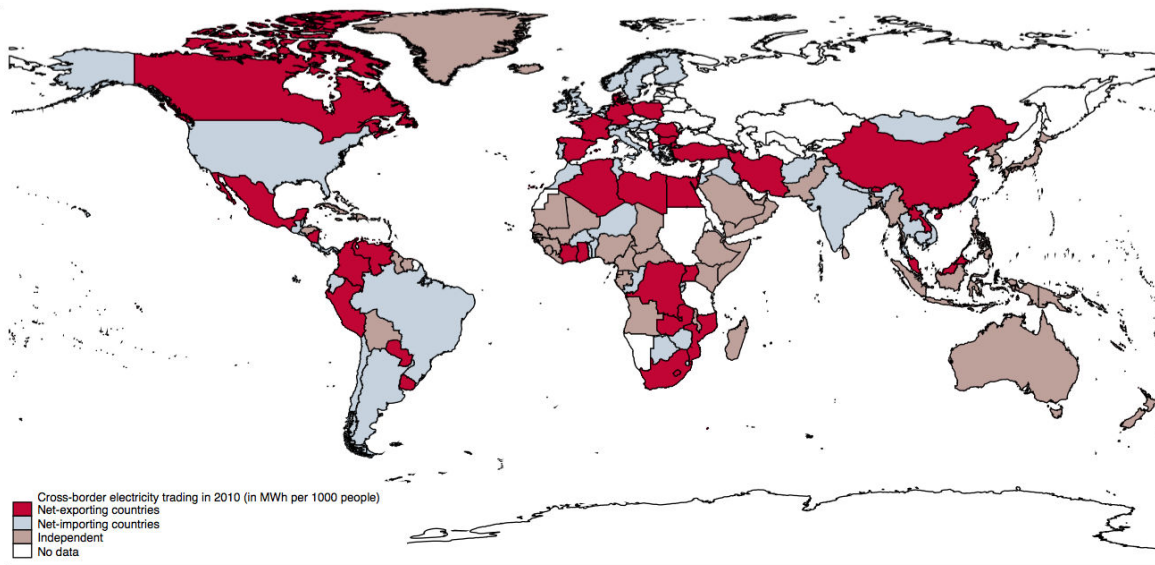 Cross-border electricity trading in 2010 (in MWh per 1000 people)
Net-exporting countries
Net-importing countries
Independent
No data